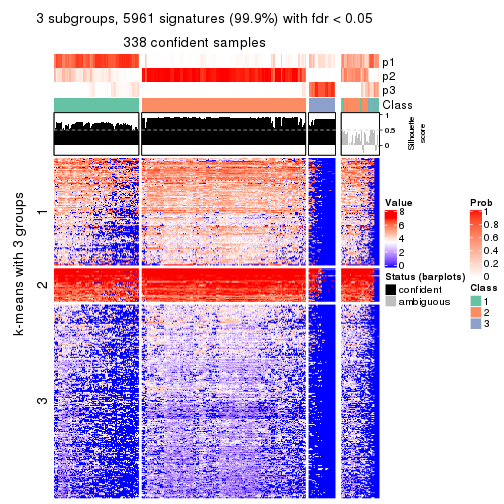 3 subgroups, 5961 signatures (99.9%) with fdr < 0.05
338 confident samples
p1
p2
p3
Class
1
0.5
0
Silhouette
score
k-means with 3 groups
1
2
3
Value
8
6
4
2
0
Status (barplots)
confident
ambiguous
Prob
1
0.8
0.6
0.4
0.2
0
Class
1
2
3